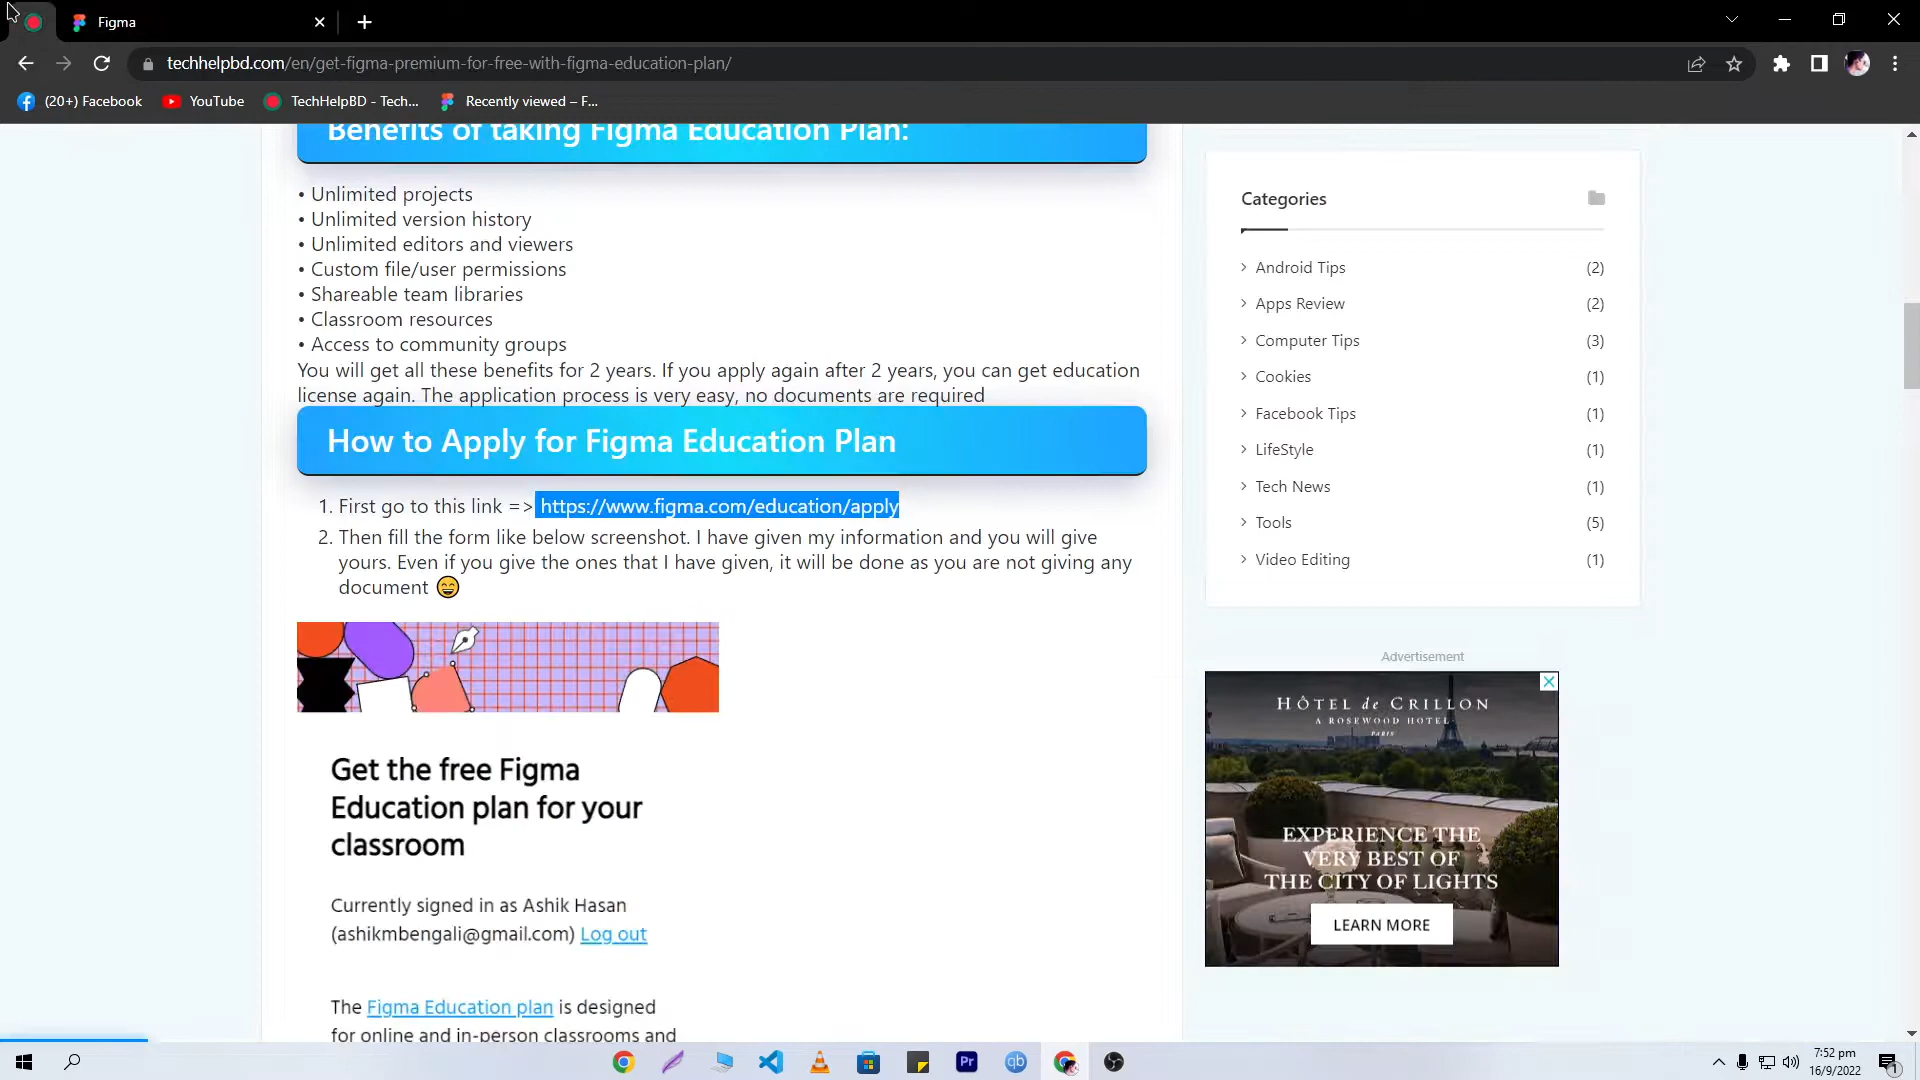 Figma
techhelpbd.com/en/get-figma-premium-for-free-with-figma-education-plan/
(20+) Facebook
YouTube
TechHelpBD - Tech...
Recently viewed – F...
Benefits of taking Figma Education Plan:
• Unlimited projects
• Unlimited version history
• Unlimited editors and viewers
• Custom file/user permissions
• Shareable team libraries
• Classroom resources
• Access to community groups
You will get all these benefits for 2 years. If you apply again after 2 years, you can get education
license again. The application process is very easy, no documents are required
How to Apply for Figma Education Plan
1. First go to this link => https://www.figma.com/education/apply
2. Then fill the form like below screenshot. I have given my information and you will give
yours. Even if you give the ones that I have given, it will be done as you are not giving any
document 😄
Get the free Figma
Education plan for your
classroom
Currently signed in as Ashik Hasan
(ashikmbengali@gmail.com) Log out
The Figma Education plan is designed
for online and in-person classrooms and
Categories
Android Tips (2)
Apps Review (2)
Computer Tips (3)
Cookies (1)
Facebook Tips (1)
LifeStyle (1)
Tech News (1)
Tools (5)
Video Editing (1)
Advertisement
HÔTEL de CRILLON
A ROSEWOOD HOTEL
PARIS
EXPERIENCE THE
VERY BEST OF
THE CITY OF LIGHTS
LEARN MORE
Pr
qb
7:52 pm
16/9/2022
1